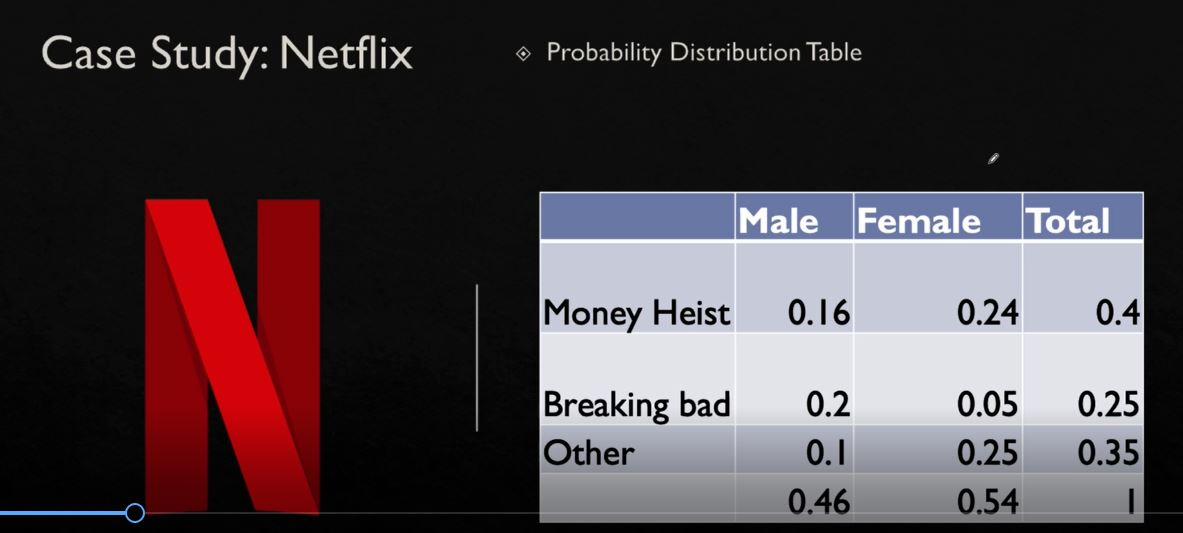 Case Study: Netflix
Probability Distribution Table
Male Female Total
Money Heist 0.16 0.24 0.4
Breaking bad 0.2 0.05 0.25
Other 0.1 0.25 0.35
0.46 0.54 1